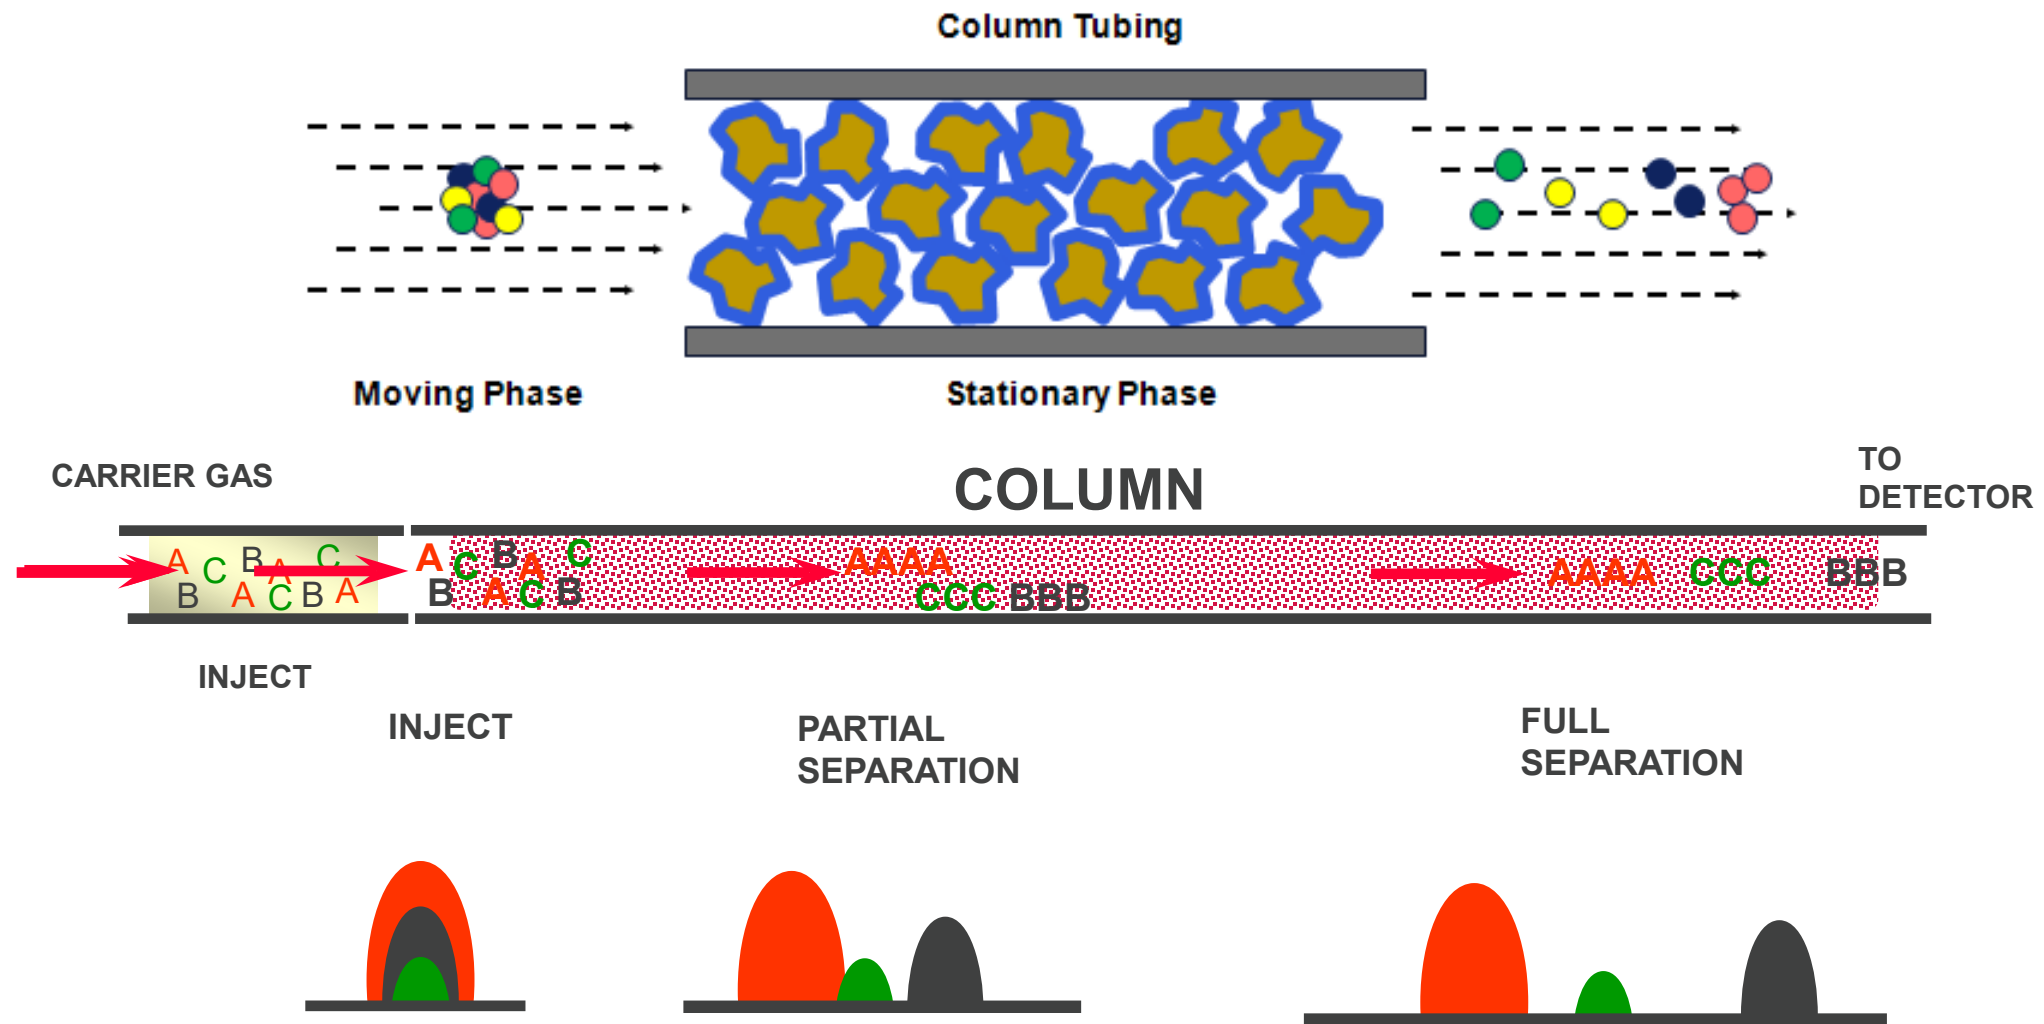 Column Tubing
Moving Phase
Stationary Phase
CARRIER GAS
COLUMN
TO
DETECTOR
A C B A C
B A C B A
A C B A C
B A C B
AAAA
CCC BBB
AAAA CCC BBB
INJECT
INJECT
PARTIAL
SEPARATION
FULL
SEPARATION